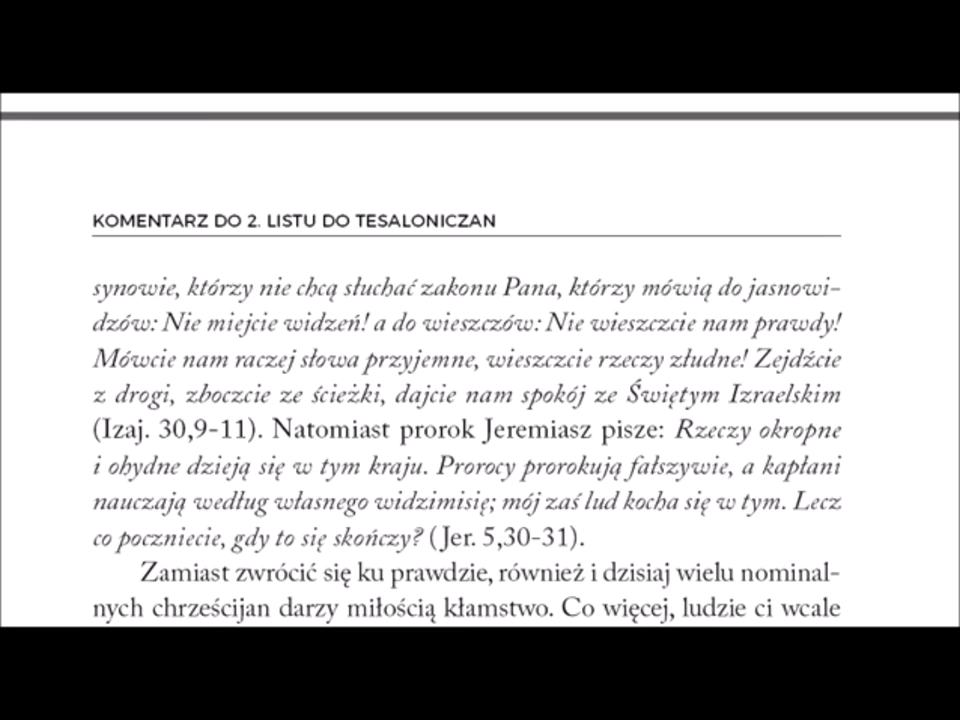 KOMENTARZ DO 2. LISTU DO TESALONICZAN
synowie, którzy nie chcą słuchać zakonu Pana, którzy mówią do jasnowi-
dzów: Nie miejcie widzeń! a do wieszczów: Nie wieszczcie nam prawdy!
Mówcie nam raczej słowa przyjemne, wieszczcie rzeczy złudne! Zejdźcie
z drogi, zboczcie ze ścieżki, dajcie nam spokój ze Świętym Izraelskim
(Izaj. 30,9-11). Natomiast prorok Jeremiasz pisze: Rzeczy okropne
i ohydne dzieją się w tym kraju. Prorocy prorokują fałszywie, a kapłani
nauczają według własnego widzimisię; mój zaś lud kocha się w tym. Lecz
co poczniecie, gdy to się skończy? (Jer. 5,30-31).
Zamiast zwrócić się ku prawdzie, również i dzisiaj wielu nominal-
nych chrześcijan darzy miłością kłamstwo. Co więcej, ludzie ci wcale